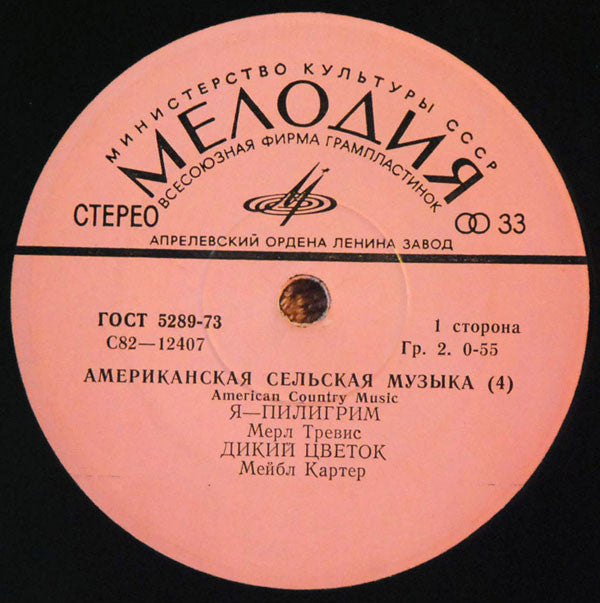 МИНИСТЕРСТВО КУЛЬТУРЫ СССР
МЕЛОДИЯ
ВСЕСОЮЗНАЯ ФИРМА ГРАМПЛАСТИНОК
СТЕРЕО
33
АПРЕЛЕВСКИЙ ОРДЕНА ЛЕНИНА ЗАВОД
ГОСТ 5289-73
С82—12407
1 сторона
Гр. 2. 0-55
АМЕРИКАНСКАЯ СЕЛЬСКАЯ МУЗЫКА (4)
American Country Music
Я—ПИЛИГРИМ
Мерл Тревис
ДИКИЙ ЦВЕТОК
Мейбл Картер